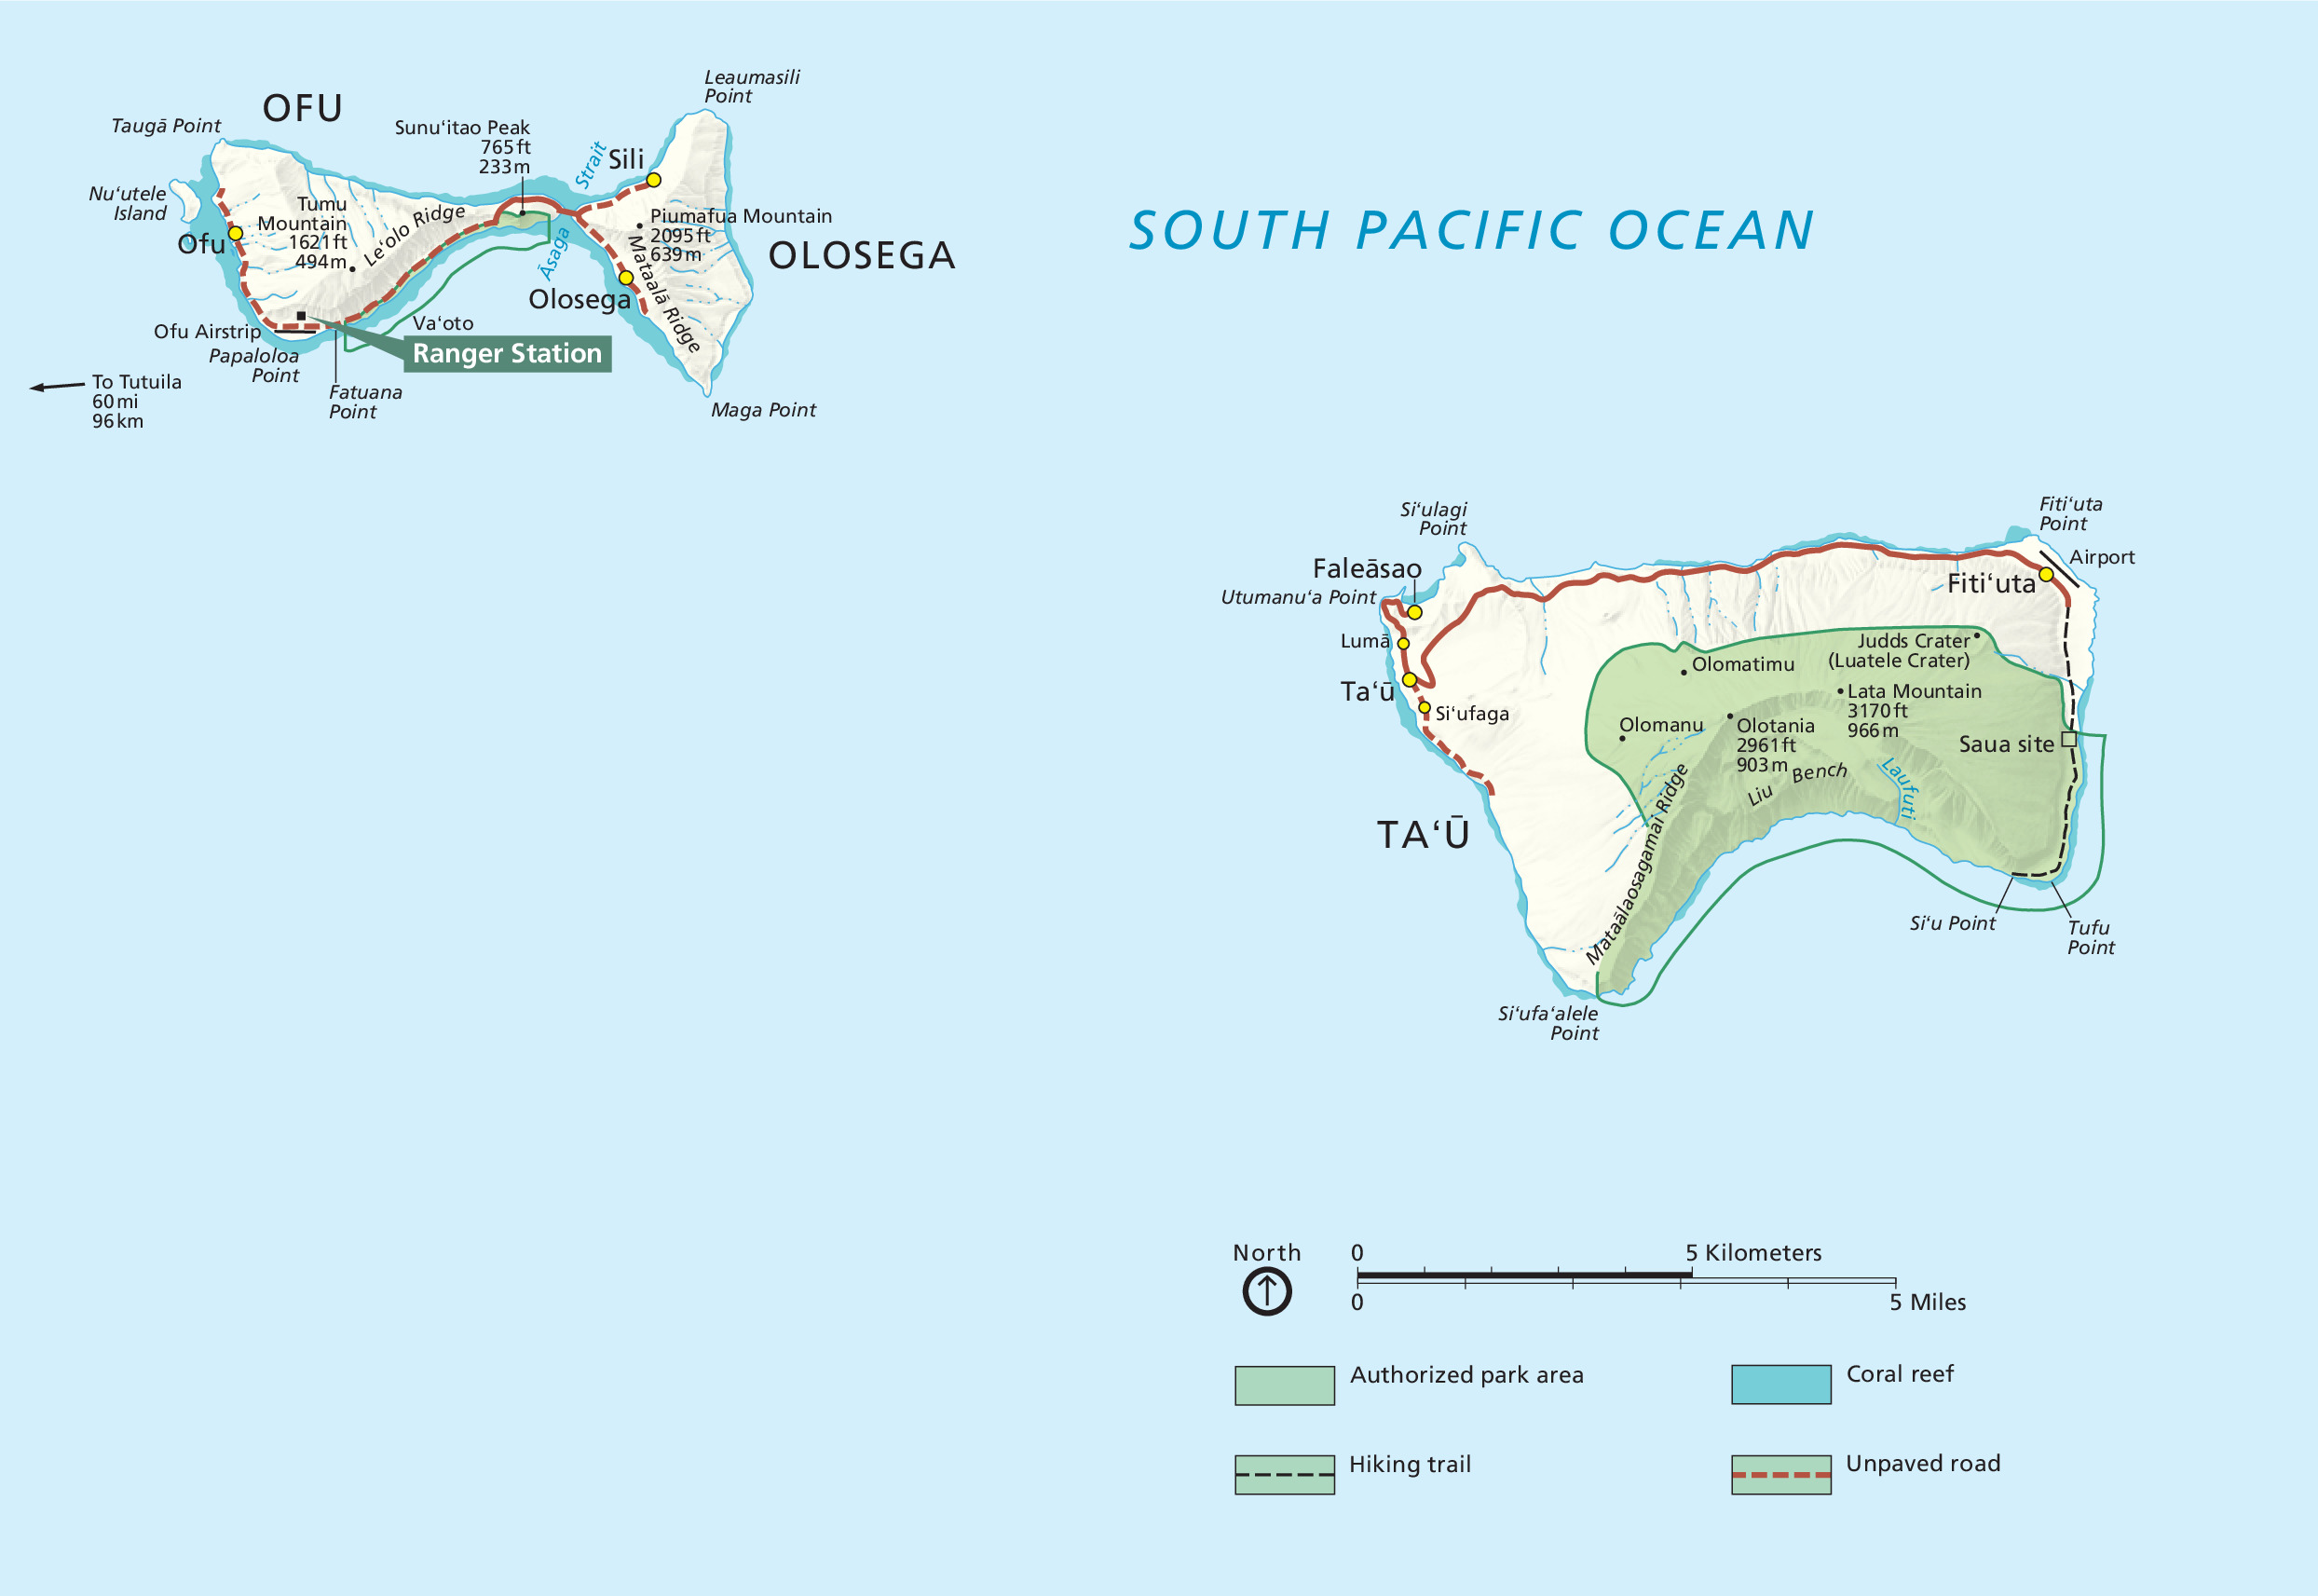 Leaumasili
Point
OFU
Taugā Point
Sunu‘itao Peak
765 ft
233 m
Strait
Sili
Nu‘utele
Island
Tumu
Mountain
1621 ft
494 m
Le‘olo Ridge
Ofu
Āsaga
Piumafua Mountain
2095 ft
639 m
Mataalā Ridge
OLOSEGA
Olosega
Ofu Airstrip
Va‘oto
Ranger Station
Papaloloa
Point
Fatuana
Point
To Tutuila
60 mi
96 km
Maga Point
SOUTH PACIFIC OCEAN
Si‘ulagi
Point
Fiti‘uta
Point
Airport
Faleāsao
Fiti‘uta
Utumanu‘a Point
Lumā
Judds Crater
(Luatele Crater)
Olomatimu
Ta‘ū
Lata Mountain
3170 ft
966 m
Si‘ufaga
Olomanu
Olotania
2961 ft
903 m
Saua site
Liu Bench
Laufuti
Mataālaosagamai Ridge
TA‘Ū
Si‘u Point
Tufu
Point
Si‘ufa‘alele
Point
North
0
5 Kilometers
0
5 Miles
Authorized park area
Coral reef
Hiking trail
Unpaved road